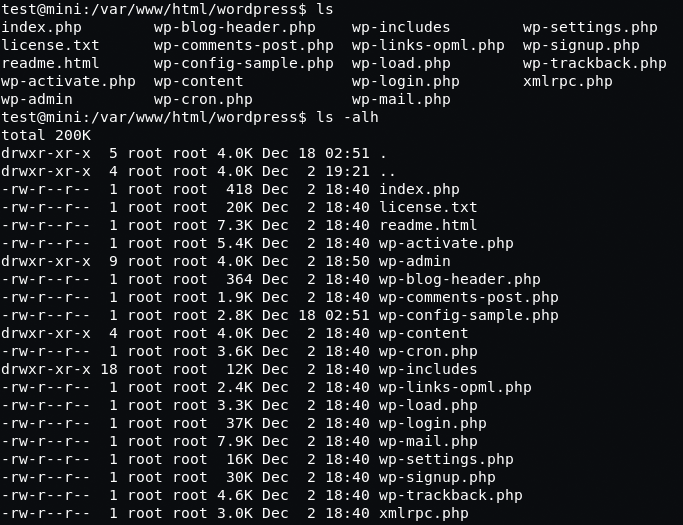 test@mini:/var/www/html/wordpress$ ls
index.php        wp-blog-header.php    wp-includes        wp-settings.php
license.txt      wp-comments-post.php  wp-links-opml.php  wp-signup.php
readme.html      wp-config-sample.php  wp-load.php        wp-trackback.php
wp-activate.php  wp-content            wp-login.php       xmlrpc.php
wp-admin         wp-cron.php           wp-mail.php
test@mini:/var/www/html/wordpress$ ls -alh
total 200K
drwxr-xr-x  5 root root 4.0K Dec 18 02:51 .
drwxr-xr-x  4 root root 4.0K Dec  2 19:21 ..
-rw-r--r--  1 root root  418 Dec  2 18:40 index.php
-rw-r--r--  1 root root  20K Dec  2 18:40 license.txt
-rw-r--r--  1 root root 7.3K Dec  2 18:40 readme.html
-rw-r--r--  1 root root 5.4K Dec  2 18:40 wp-activate.php
drwxr-xr-x  9 root root 4.0K Dec  2 18:50 wp-admin
-rw-r--r--  1 root root  364 Dec  2 18:40 wp-blog-header.php
-rw-r--r--  1 root root 1.9K Dec  2 18:40 wp-comments-post.php
-rw-r--r--  1 root root 2.8K Dec 18 02:51 wp-config-sample.php
drwxr-xr-x  4 root root 4.0K Dec  2 18:40 wp-content
-rw-r--r--  1 root root 3.6K Dec  2 18:40 wp-cron.php
drwxr-xr-x 18 root root  12K Dec  2 18:40 wp-includes
-rw-r--r--  1 root root 2.4K Dec  2 18:40 wp-links-opml.php
-rw-r--r--  1 root root 3.3K Dec  2 18:40 wp-load.php
-rw-r--r--  1 root root  37K Dec  2 18:40 wp-login.php
-rw-r--r--  1 root root 7.9K Dec  2 18:40 wp-mail.php
-rw-r--r--  1 root root  16K Dec  2 18:40 wp-settings.php
-rw-r--r--  1 root root  30K Dec  2 18:40 wp-signup.php
-rw-r--r--  1 root root 4.6K Dec  2 18:40 wp-trackback.php
-rw-r--r--  1 root root 3.0K Dec  2 18:40 xmlrpc.php